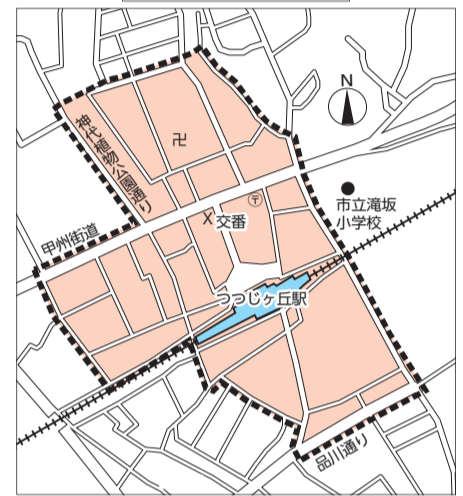 N
神代植物公園通り
卍
〒
市立滝坂
小学校
X交番
甲州街道
つつじヶ丘駅
品川通り